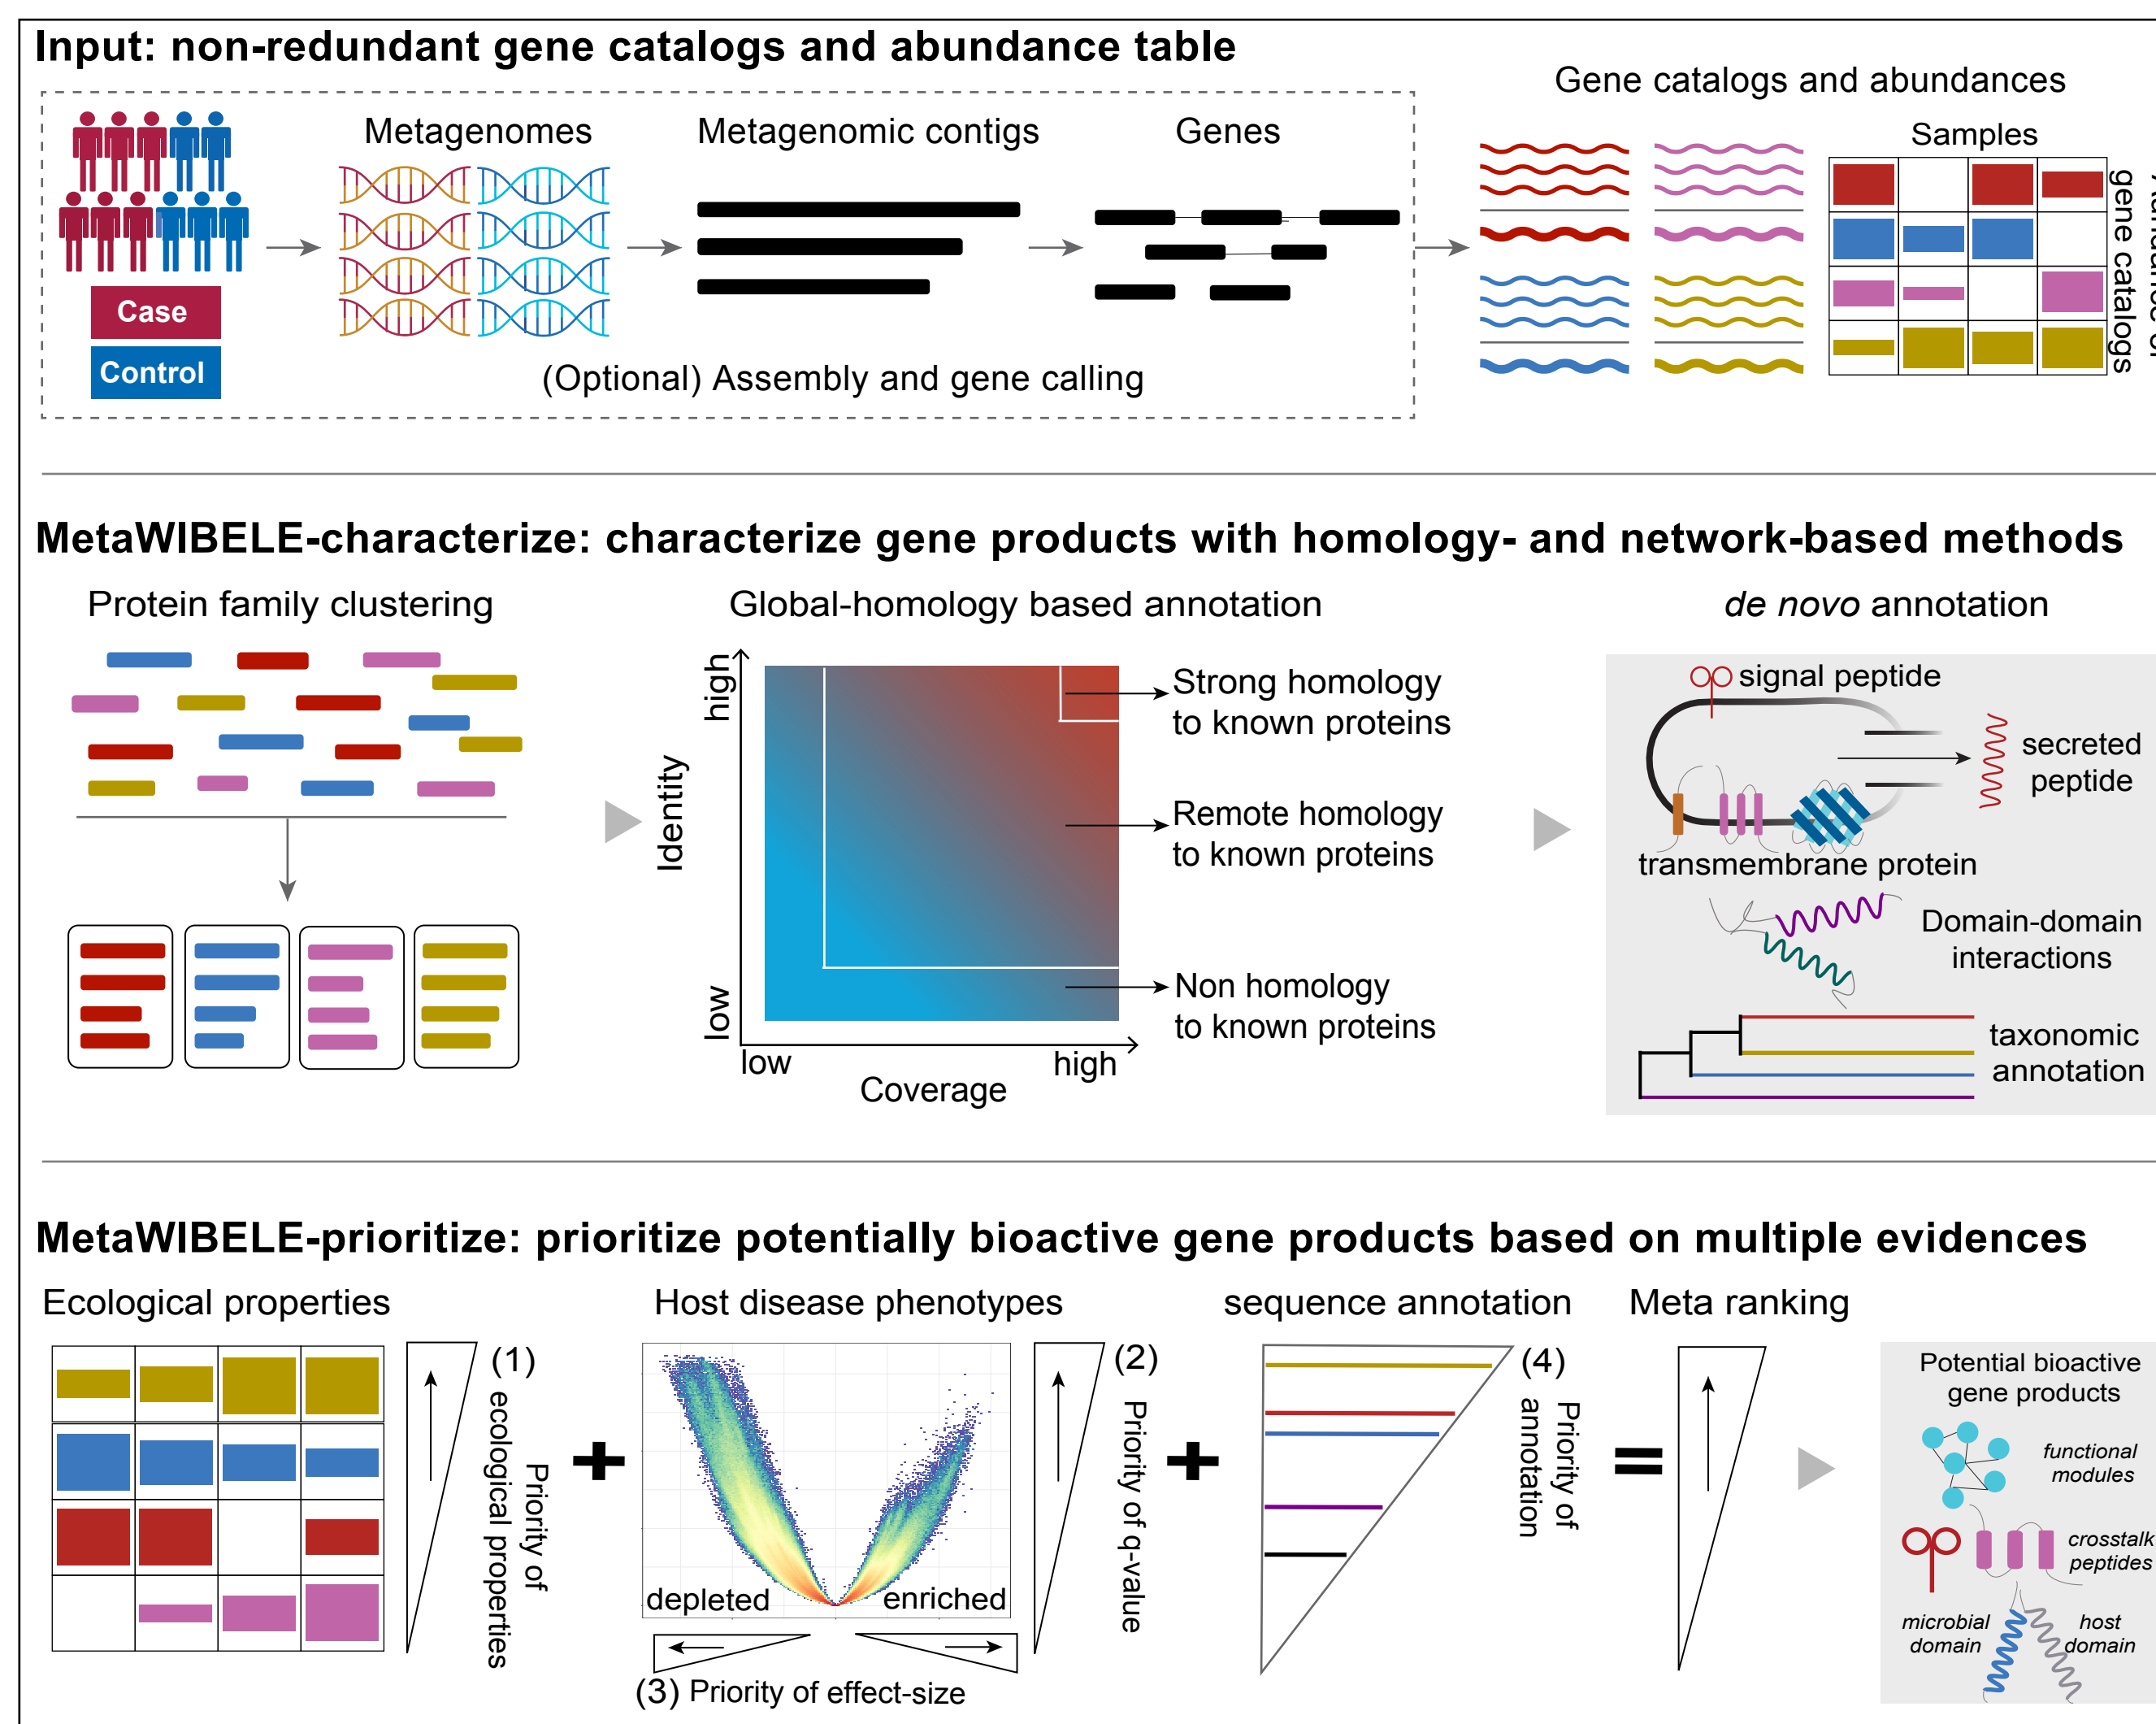 Input: non-redundant gene catalogs and abundance table
Gene catalogs and abundances
Metagenomes
Metagenomic contigs
Genes
Samples
gene catalogs
Case
Control
(Optional) Assembly and gene calling
MetaWIBELE-characterize: characterize gene products with homology- and network-based methods
Protein family clustering
Global-homology based annotation
de novo annotation
high
Identity
low
low
high
Coverage
Strong homology
to known proteins
Remote homology
to known proteins
Non homology
to known proteins
signal peptide
secreted
peptide
transmembrane protein
Domain-domain
interactions
taxonomic
annotation
MetaWIBELE-prioritize: prioritize potentially bioactive gene products based on multiple evidences
Ecological properties
Host disease phenotypes
sequence annotation
Meta ranking
(1)
Priority of
ecological properties
+
depleted
enriched
(2)
Priority of q-value
(3) Priority of effect-size
+
(4)
Priority of
annotation
=
Potential bioactive
gene products
functional
modules
crosstalk
peptides
microbial
domain
host
domain